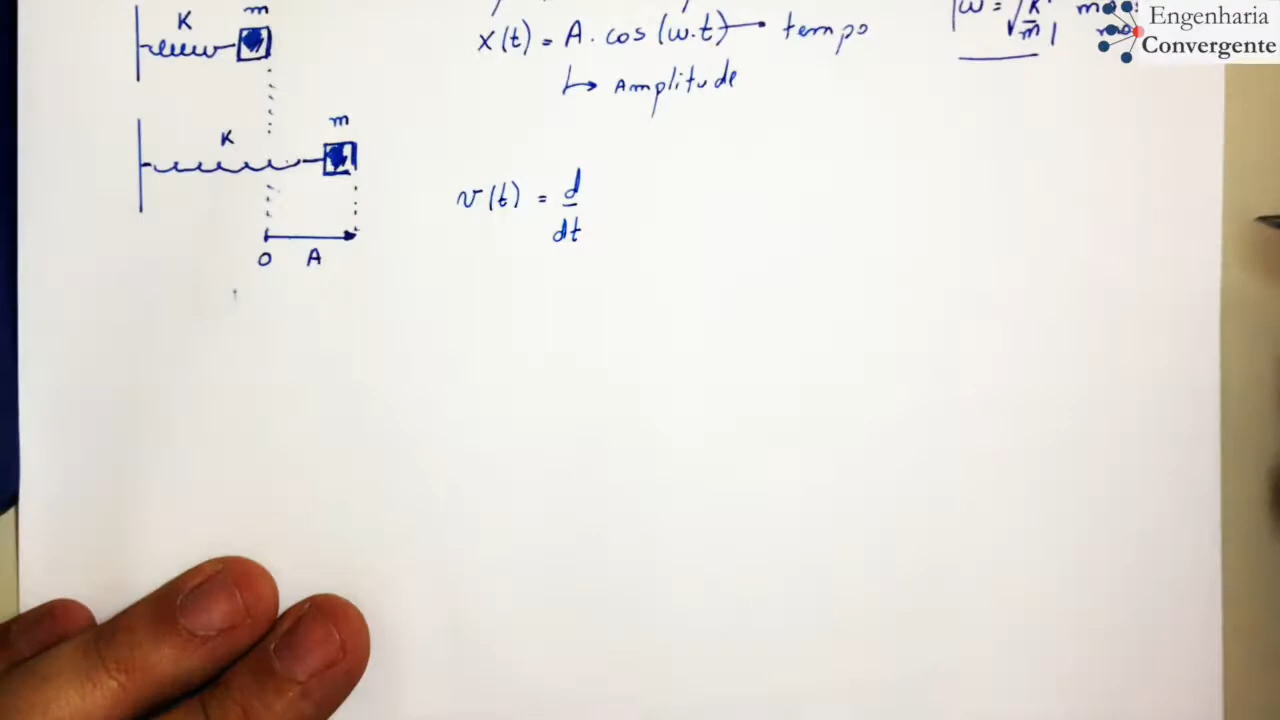 K
m
x(t) = A . cos (ω.t) → tempo
↳ Amplitude
ω = √K/m
Engenharia
Convergente
K
m
v(t) = d/dt
0 A